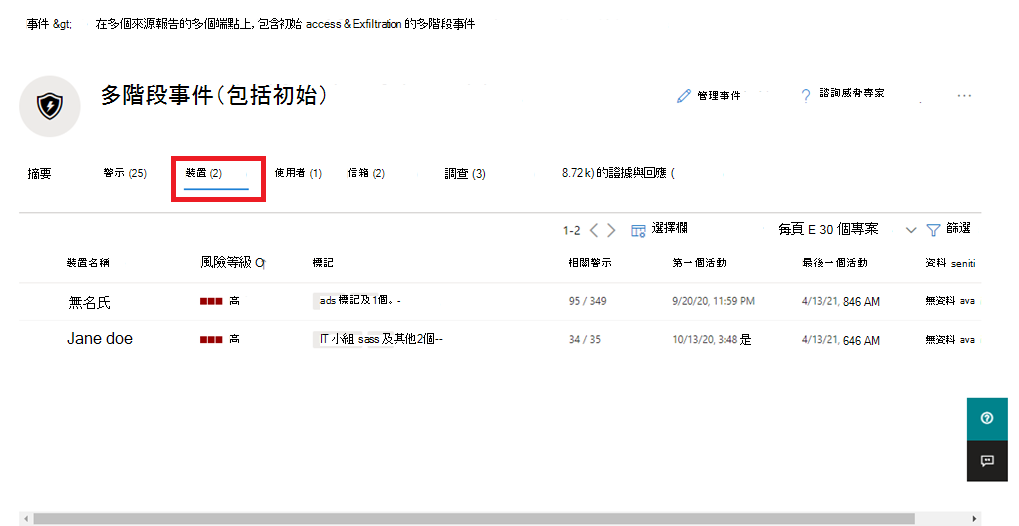 事件 &gt; 在多個來源報告的多個端點上, 包含初始 access & Exfiltration 的多階段事件
多階段事件（包括初始）
管理事件
? 諮詢威脅專家
...
摘要 警示 (25) 裝置 (2) 使用者 (1) 信箱 (2) 調查 (3) 8.72 k) 的證據與回應 (
1-2 選擇欄 每頁 E 30 個專案 篩選
裝置名稱 風險等級 標記 相關警示 第一個活動 最後一個活動 資料 seniti
無名氏 高 ads 標記及1個。- 95 / 349 9/20/20, 11:59 PM 4/13/21, 846 AM 無資料 ava
Jane doe 高 IT 小組 sass 及其他2個-- 34 / 35 10/13/20, 3:48 是 4/13/21, 646 AM 無資料 ava